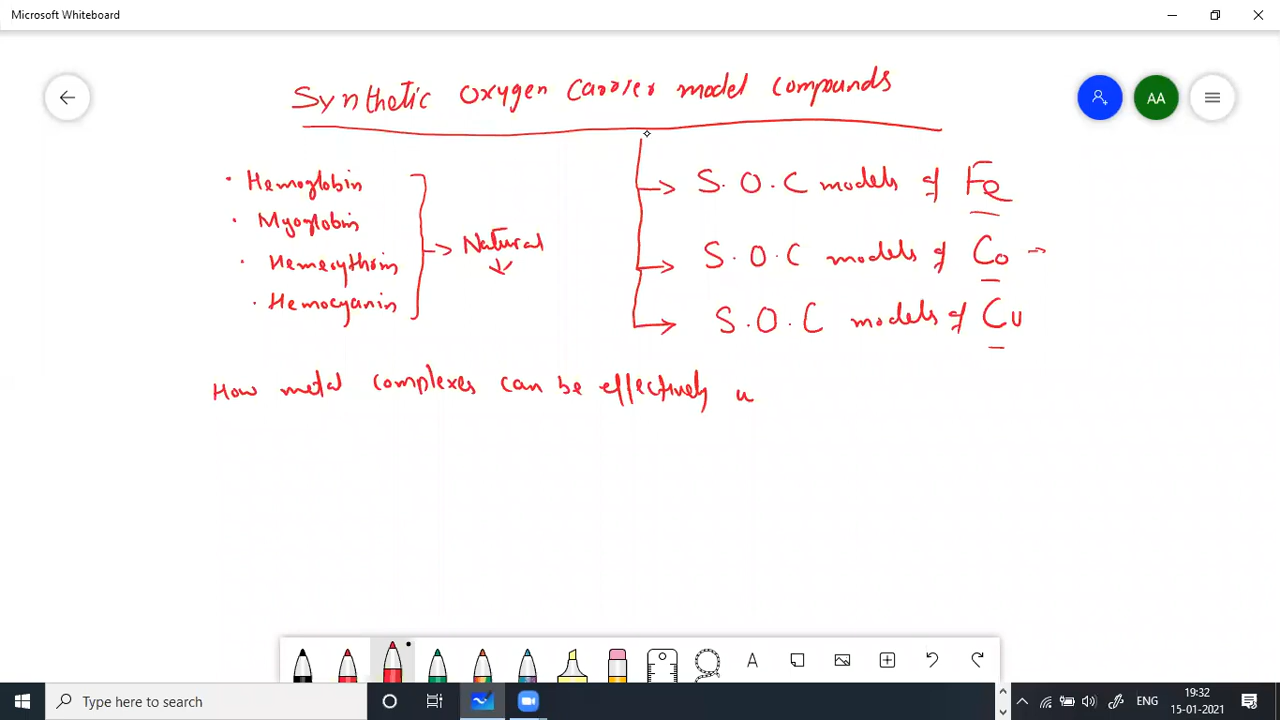 Microsoft Whiteboard
Synthetic Oxygen Carrier model compounds
• Hemoglobin
• Myoglobin
• Hemerythrin
• Hemocyanin
Natural
S.O.C models of Fe
S.O.C models of Co
S.O.C models of Cu
How metal complexes can be effectively u
AA
A
Type here to search
ENG
19:32
15-01-2021